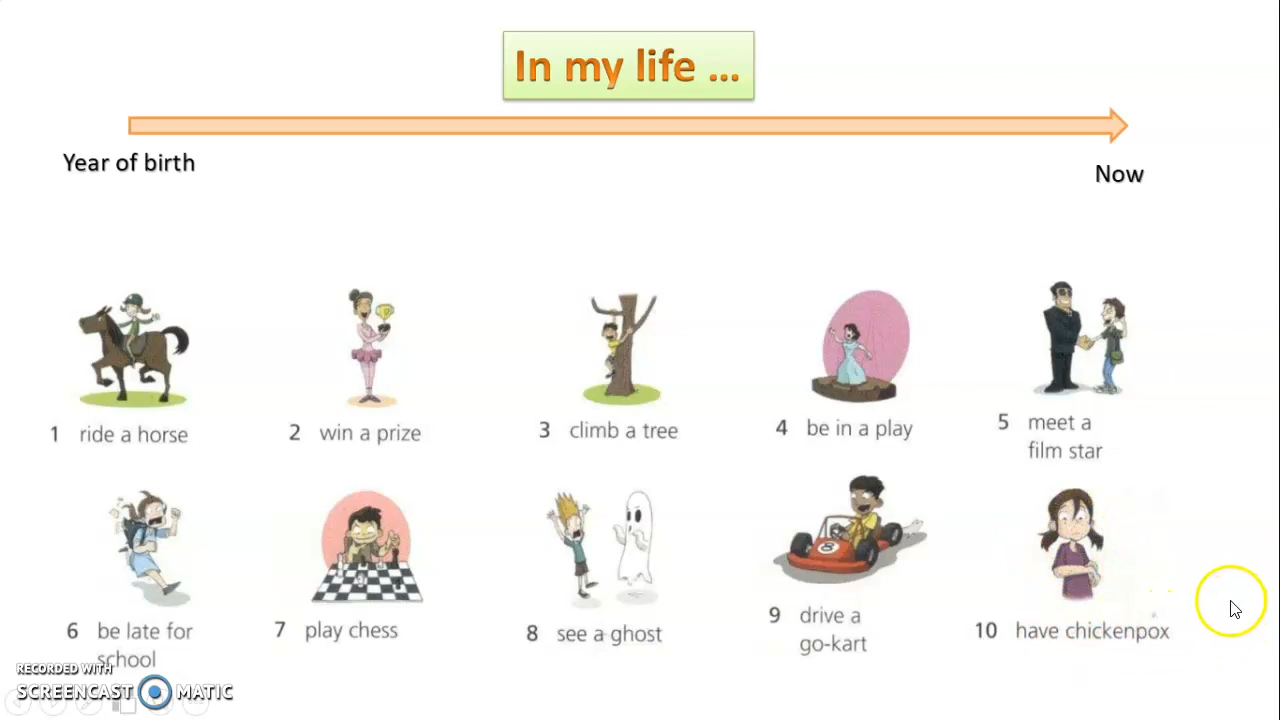 In my life ...
Year of birth
Now
1 ride a horse
2 win a prize
3 climb a tree
4 be in a play
5 meet a
film star
6 be late for
school
7 play chess
8 see a ghost
9 drive a
go-kart
10 have chickenpox
8
RECORDED WITH
SCREENCAST MATIC